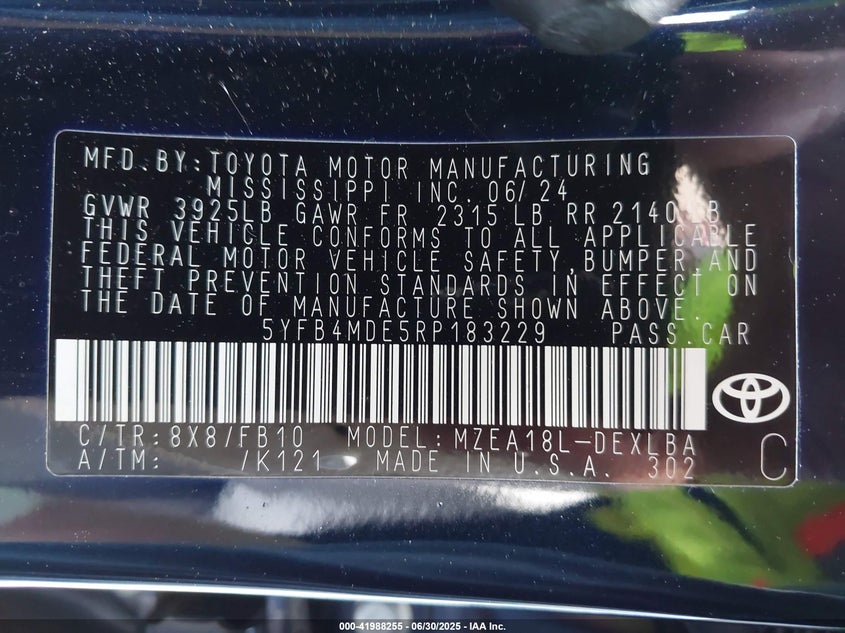 MFD.BY:TOYOTA MOTOR MANUFACTURING
MISSISSIPPI INC. 06/24
GVWR 3925LB GAWR FR 2315 LB RR 2140 LB
THIS VEHICLE CONFORMS TO ALL APPLICABLE
FEDERAL MOTOR VEHICLE SAFETY,BUMPER,AND
THEFT PREVENTION STANDARDS IN EFFECT ON
THE DATE OF MANUFACTURE SHOWN ABOVE.
5YFB4MDE5RP183229 PASS.CAR
C/TR:8X8/FB10 MODEL:MZEA18L-DEXLBA
A/TM: /K121 MADE IN U.S.A. 302 C
000-41988255 - 06/30/2025 - IAA Inc.